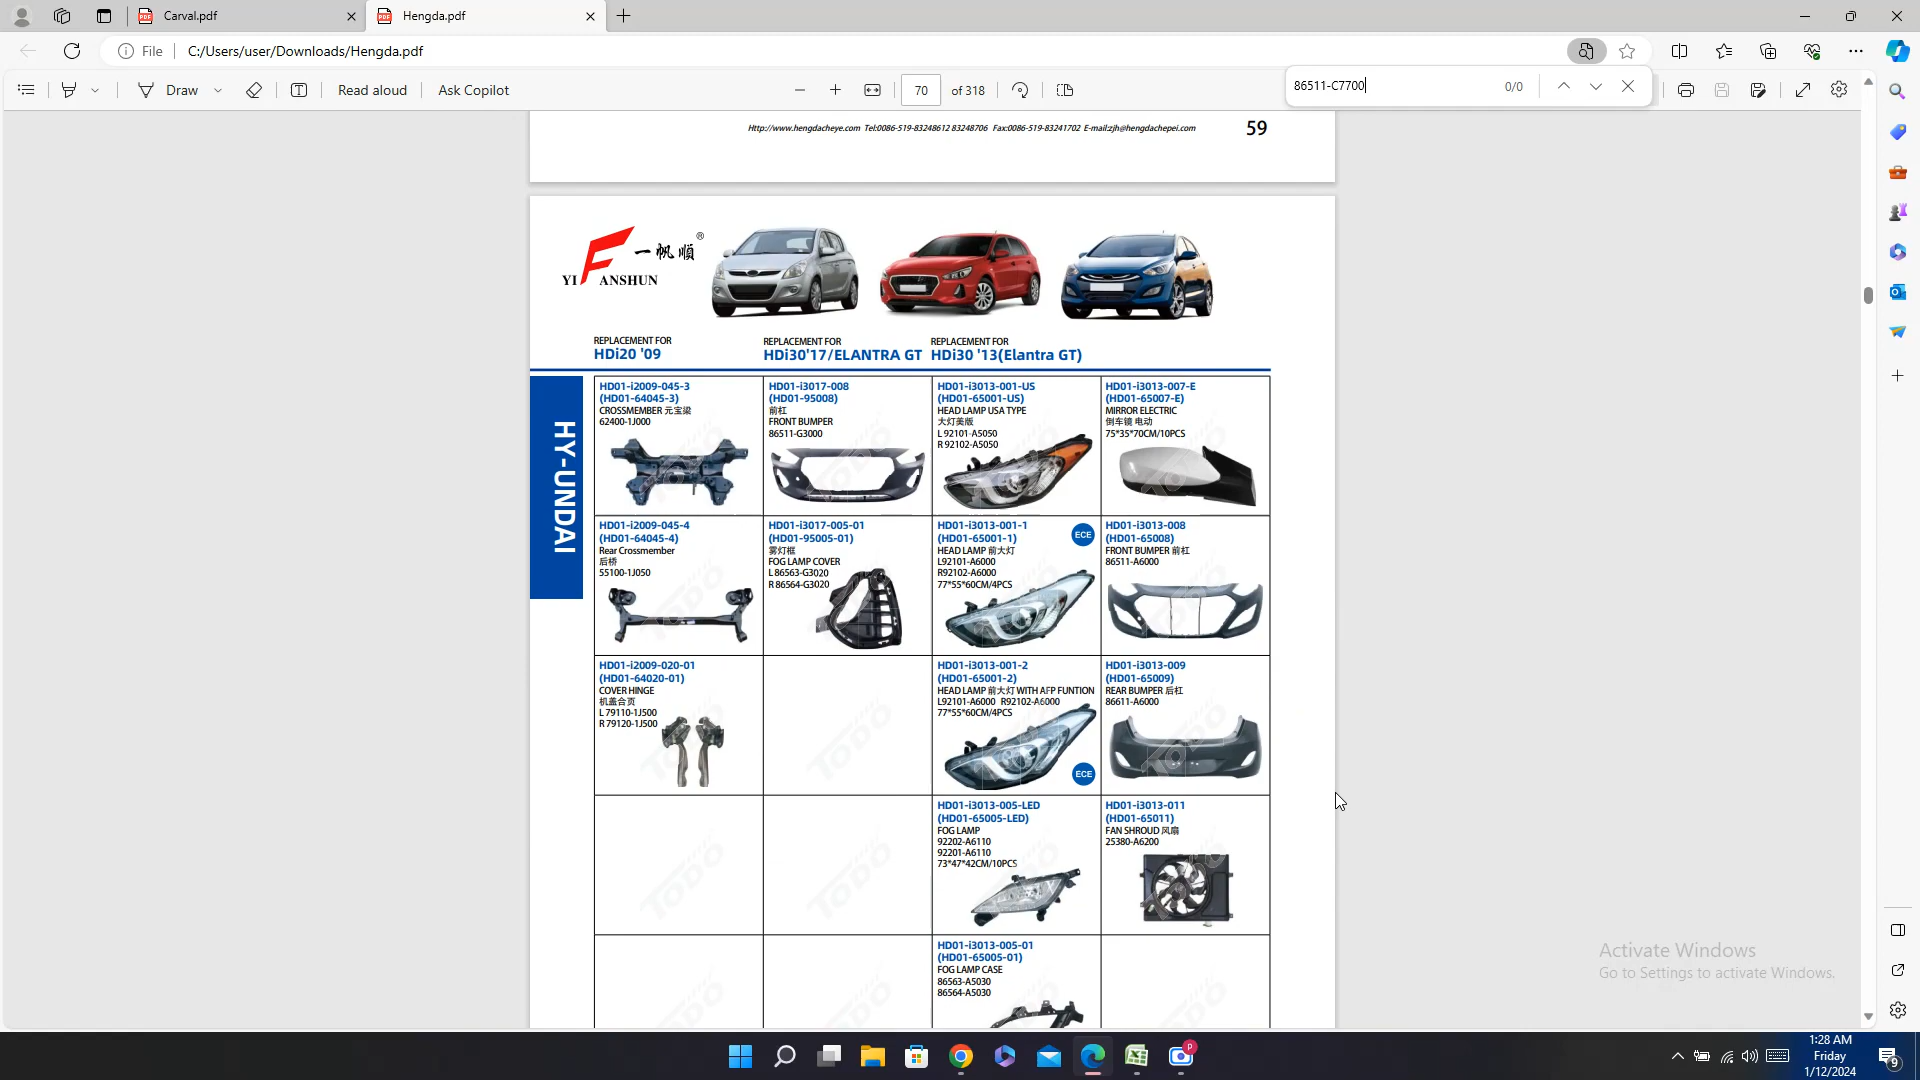 Carval.pdf
Hengda.pdf
File
C:/Users/user/Downloads/Hengda.pdf
86511-C7700
0/0
Draw
Read aloud
Ask Copilot
70 of 318
Http://www.hengdacheye.com Tel:0086-519-83248612 83248706 Fax:0086-519-83241702 E-mail:zjh@hengdachepei.com
59
一帆順 ®
YI FANSHUN
REPLACEMENT FOR
HDi20 '09
REPLACEMENT FOR
HDi30'17/ELANTRA GT
REPLACEMENT FOR
HDi30 '13(Elantra GT)
HY-UNDAI
HD01-i2009-045-3
(HD01-64045-3)
CROSSMEMBER 元宝梁
62400-1J000
HD01-i3017-008
(HD01-95008)
前杠
FRONT BUMPER
86511-G3000
HD01-i3013-001-US
(HD01-65001-US)
HEAD LAMP USA TYPE
大灯美版
L 92101-A5050
R 92102-A5050
HD01-i3013-007-E
(HD01-65007-E)
MIRROR ELECTRIC
倒车镜 电动
75*35*70CM/10PCS
HD01-i2009-045-4
(HD01-64045-4)
Rear Crossmember
后桥
55100-1J050
HD01-i3017-005-01
(HD01-95005-01)
雾灯框
FOG LAMP COVER
L 86563-G3020
R 86564-G3020
HD01-i3013-001-1
(HD01-65001-1)
HEAD LAMP 前大灯
L92101-A6000
R92102-A6000
77*55*60CM/4PCS
ECE
HD01-i3013-008
(HD01-65008)
FRONT BUMPER 前杠
86511-A6000
HD01-i2009-020-01
(HD01-64020-01)
COVER HINGE
机盖合页
L 79110-1J500
R 79120-1J500
HD01-i3013-001-2
(HD01-65001-2)
HEAD LAMP 前大灯 WITH AFP FUNTION
L92101-A6000 R92102-A6000
77*55*60CM/4PCS
ECE
HD01-i3013-009
(HD01-65009)
REAR BUMPER 后杠
86611-A6000
HD01-i3013-005-LED
(HD01-65005-LED)
FOG LAMP
92202-A6110
92201-A6110
73*47*42CM/10PCS
HD01-i3013-011
(HD01-65011)
FAN SHROUD 风扇
25380-A6200
HD01-i3013-005-01
(HD01-65005-01)
FOG LAMP CASE
86563-A5030
86564-A5030
TODO
Activate Windows
Go to Settings to activate Windows.
1:28 AM
Friday
1/12/2024
9